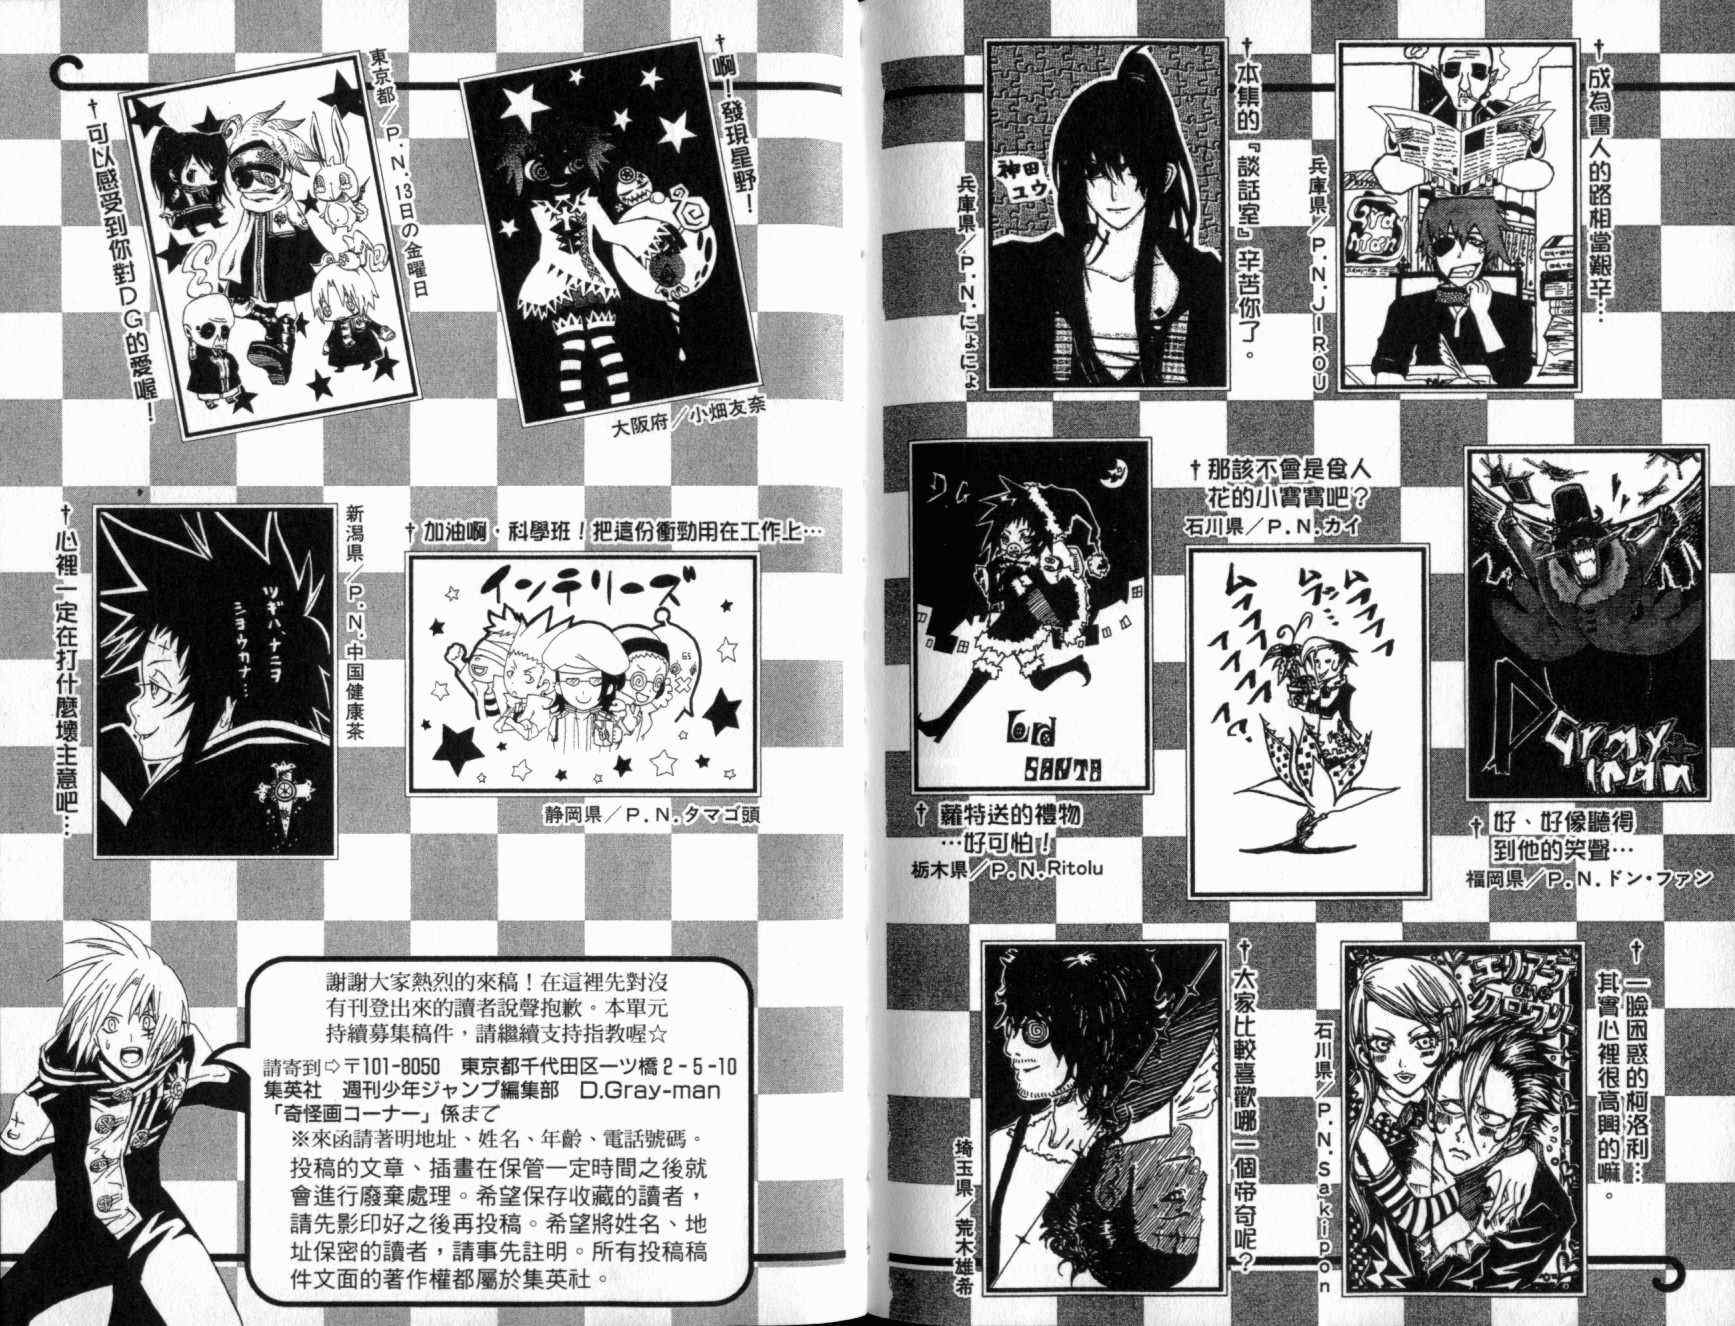 †成為書人的路相當艱辛…
兵庫県／P.N.JIROU
†本集的『談話室』辛苦你了。
神田
ユウ
兵庫県／P.N.にょにょ
†好、好像聽得
到他的笑聲…
福岡県／P.N.ドン・ファン
D Gray
man
†那該不會是食人
花的小寶寶吧？
石川県／P.N.カイ
DG
SANTA
†蘿特送的禮物
…好可怕！
栃木県／P.N.Ritolu
†一臉困惑的柯洛利…
其實心裡很高興的嘛。
エリアーデ
and
クロウリー
石川県／P.N.Sakipon
†大家比較喜歡哪一個帝奇呢？
埼玉県／荒木雄希
†啊！發現星野！
大阪府／小畑友奈
東京都／P.N.13日の金曜日
†可以感受到你對DG的愛喔！
†加油啊，科學班！把這份衝勁用在工作上…
インテリーズ
静岡県／P.N.タマゴ頭
新潟県／P.N.中国健康茶
ツギハ、ナニヲ
シヨウカナ…
†心裡一定在打什麼壞主意吧…
謝謝大家熱烈的來稿！在這裡先對沒
有刊登出來的讀者說聲抱歉。本單元
持續募集稿件，請繼續支持指教喔☆
請寄到⇨〒101-8050　東京都千代田区一ツ橋2-5-10
集英社　週刊少年ジャンプ編集部　D.Gray-man
「奇怪画コーナー」係まで
※來函請著明地址、姓名、年齡、電話號碼。
投稿的文章、插畫在保管一定時間之後就
會進行廢棄處理。希望保存收藏的讀者，
請先影印好之後再投稿。希望將姓名、地
址保密的讀者，請事先註明。所有投稿稿
件文面的著作權都屬於集英社。